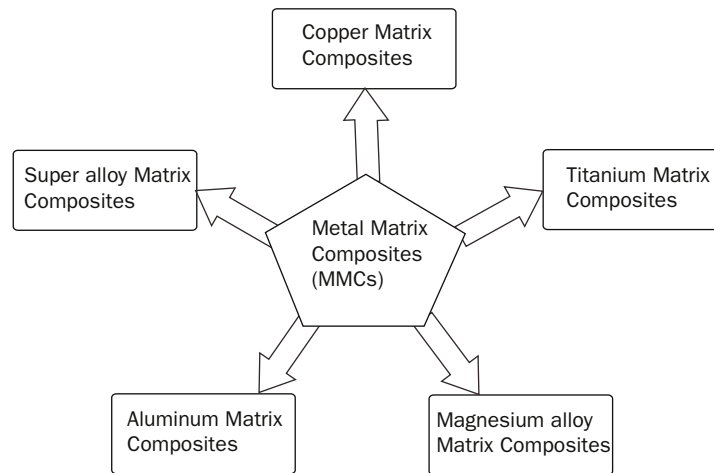 Copper Matrix
Composites
Super alloy Matrix
Composites
Titanium Matrix
Composites
Metal Matrix
Composites
(MMCs)
Aluminum Matrix
Composites
Magnesium alloy
Matrix Composites